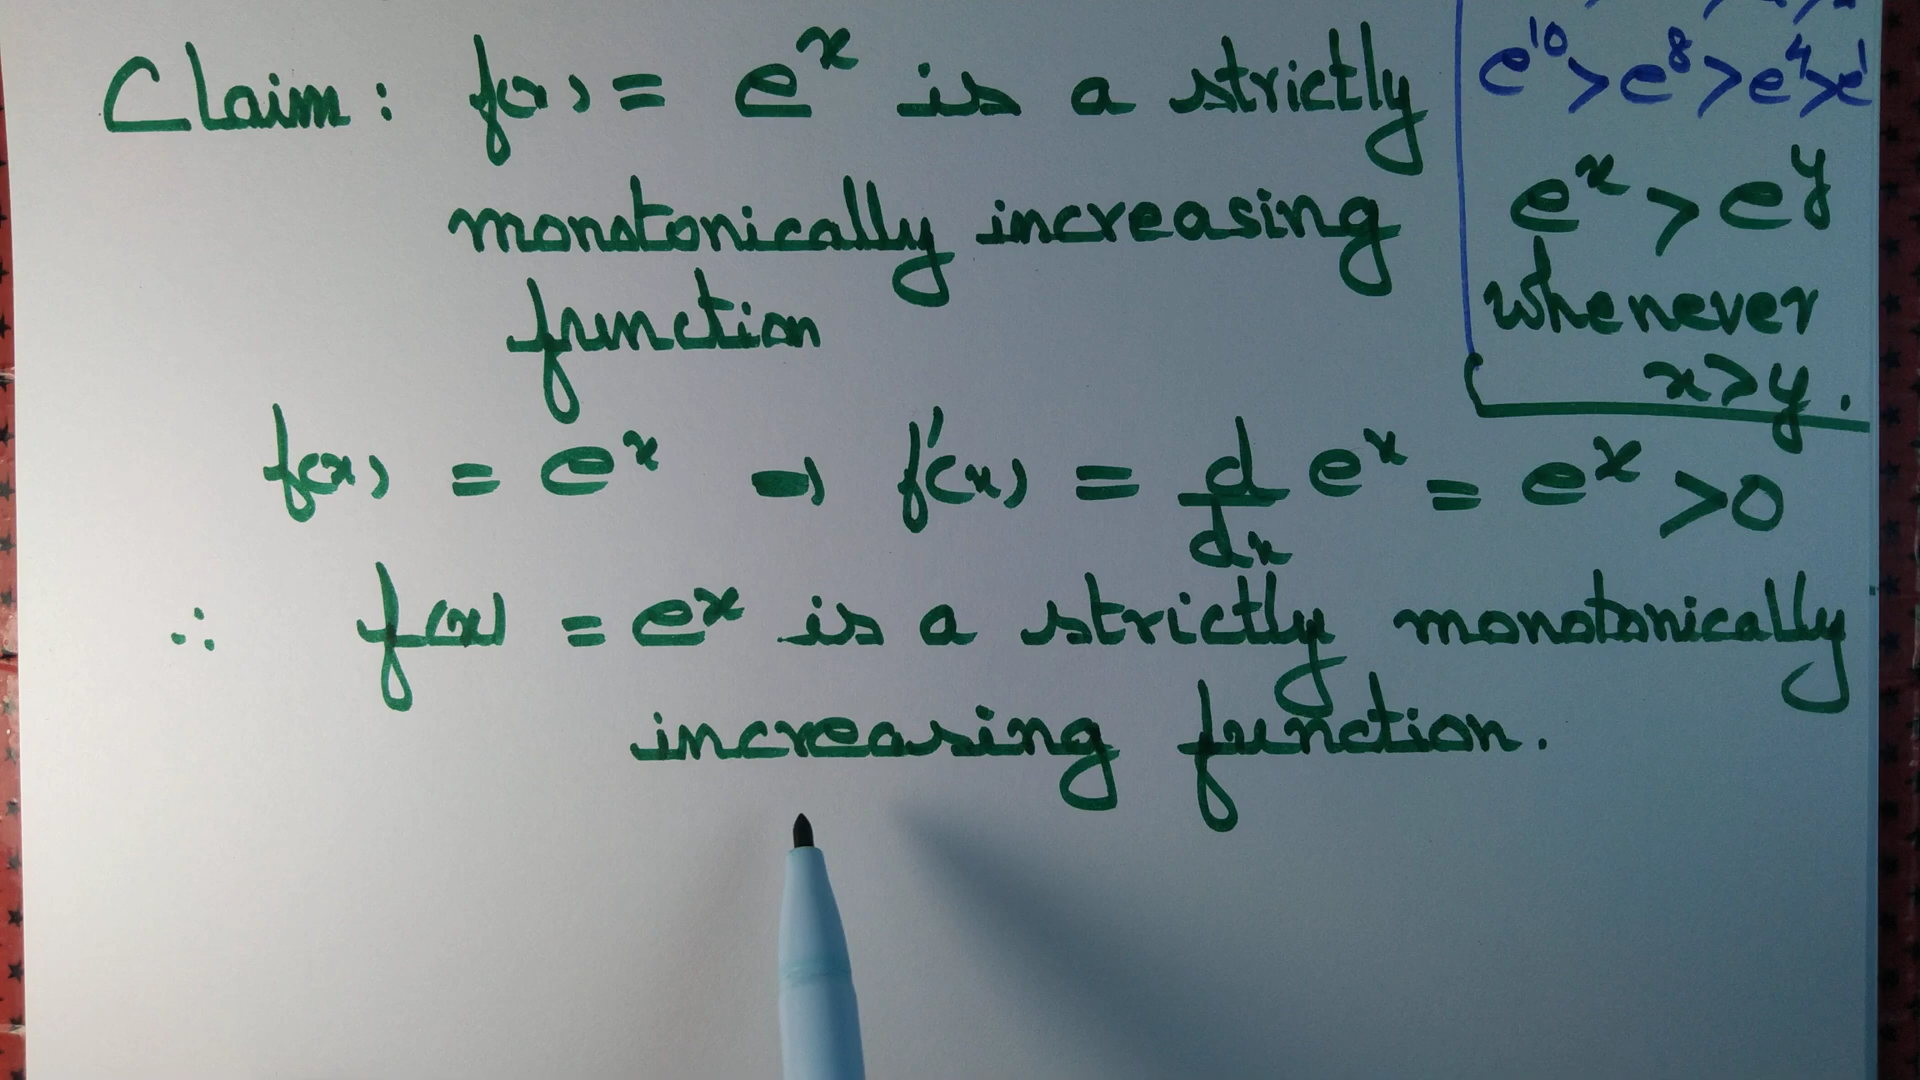 Claim: f(x) = e^x is a strictly
monotonically increasing
function
e^10 > e^8 > e^4 > e^1
e^x > e^y
whenever
x > y.
f(x) = e^x ⇒ f'(x) = d/dx e^x = e^x > 0
∴ f(x) = e^x is a strictly monotonically
increasing function.